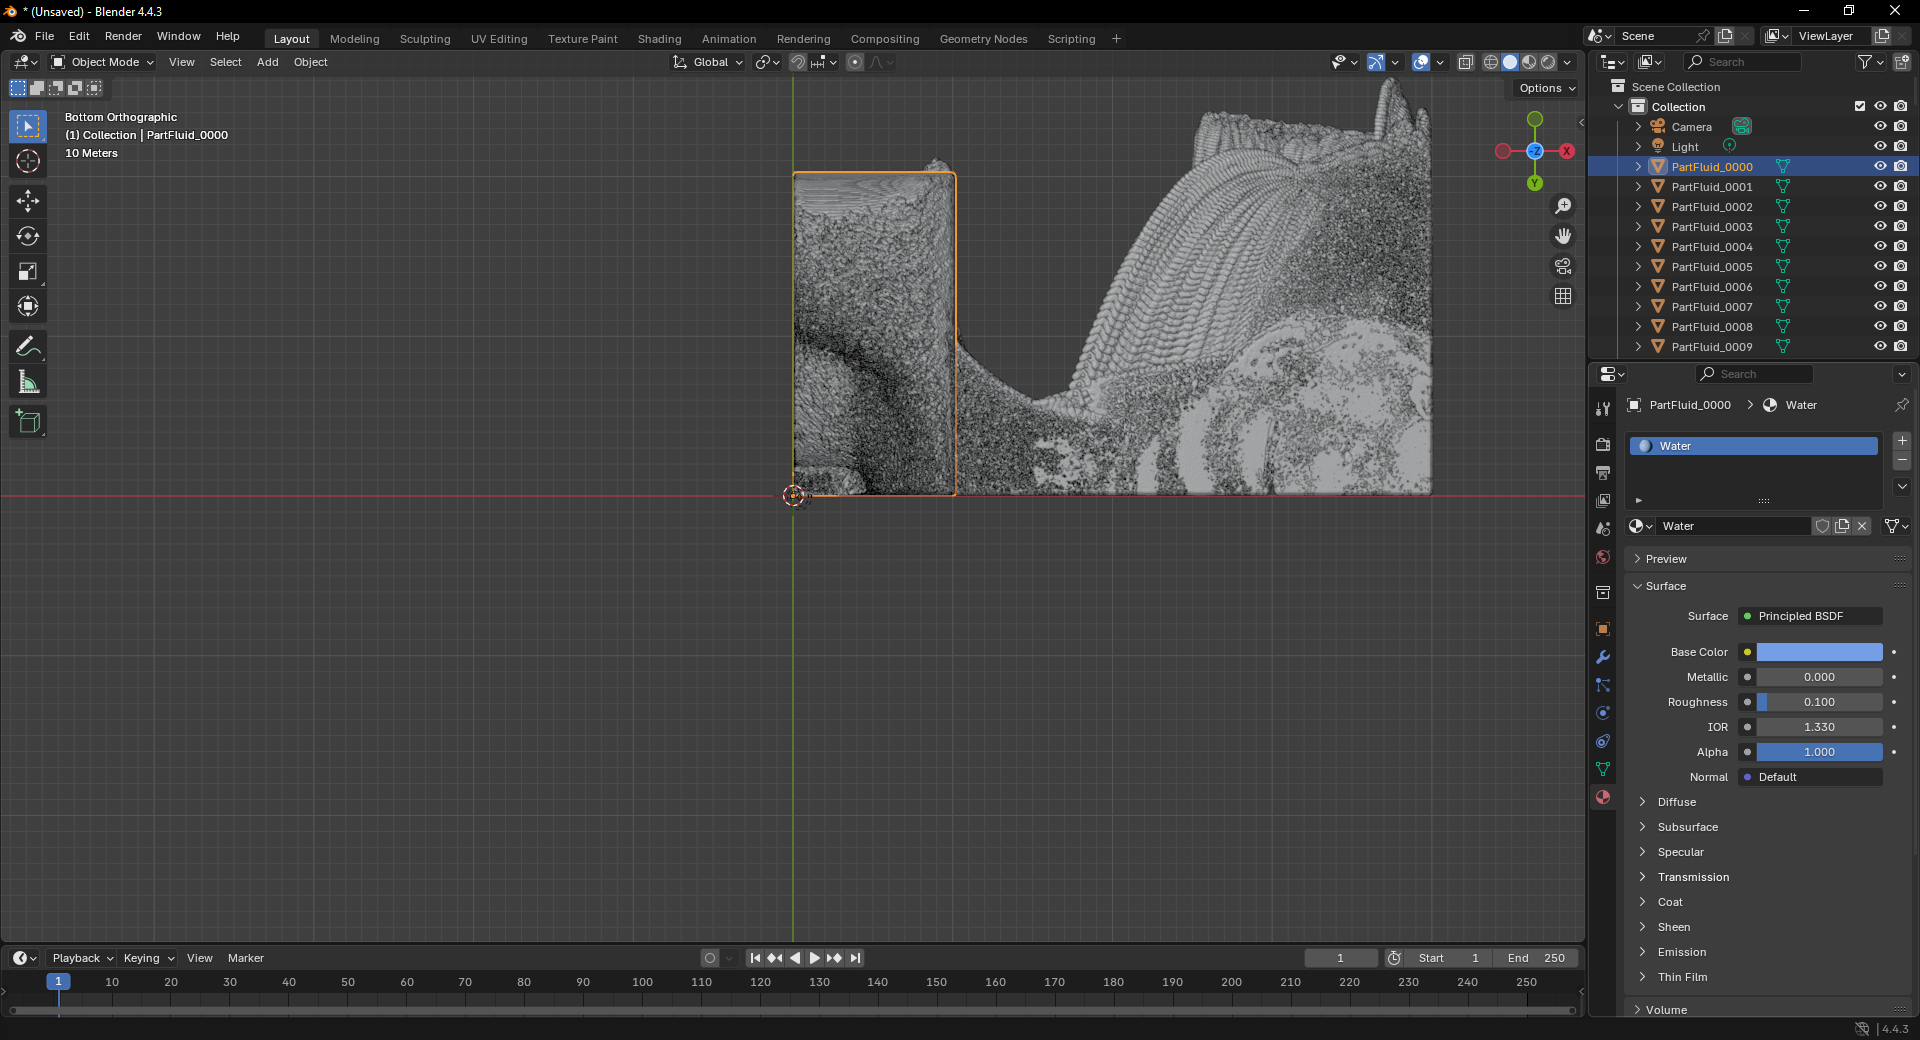 * (Unsaved) - Blender 4.4.3
File Edit Render Window Help
Layout Modeling Sculpting UV Editing Texture Paint Shading Animation Rendering Compositing Geometry Nodes Scripting +
Scene
ViewLayer
Object Mode View Select Add Object
Global
Search
Options
Bottom Orthographic
(1) Collection | PartFluid_0000
10 Meters
-Z
X
Y
Scene Collection
Collection
Camera
Light
PartFluid_0000
PartFluid_0001
PartFluid_0002
PartFluid_0003
PartFluid_0004
PartFluid_0005
PartFluid_0006
PartFluid_0007
PartFluid_0008
PartFluid_0009
Search
PartFluid_0000 > Water
Water
Water
Preview
Surface
Surface Principled BSDF
Base Color
Metallic 0.000
Roughness 0.100
IOR 1.330
Alpha 1.000
Normal Default
Diffuse
Subsurface
Specular
Transmission
Coat
Sheen
Emission
Thin Film
Volume
Playback Keying View Marker
1 Start 1 End 250
1 10 20 30 40 50 60 70 80 90 100 110 120 130 140 150 160 170 180 190 200 210 220 230 240 250
4.4.3